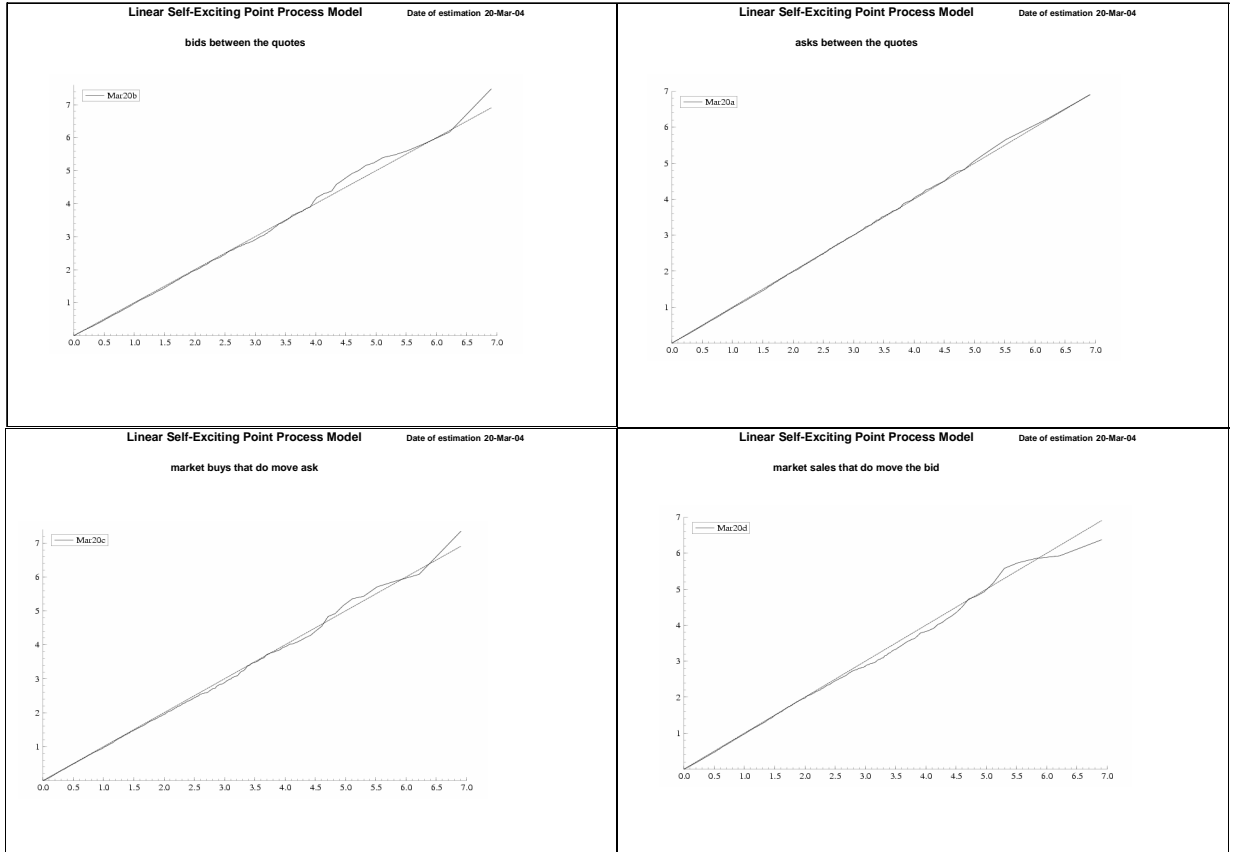 Linear Self-Exciting Point Process Model Date of estimation 20-Mar-04
bids between the quotes
Mar20b
7
6
5
4
3
2
1
0.0 0.5 1.0 1.5 2.0 2.5 3.0 3.5 4.0 4.5 5.0 5.5 6.0 6.5 7.0
Linear Self-Exciting Point Process Model Date of estimation 20-Mar-04
asks between the quotes
7
Mar20a
6
5
4
3
2
1
0.0 0.5 1.0 1.5 2.0 2.5 3.0 3.5 4.0 4.5 5.0 5.5 6.0 6.5 7.0
Linear Self-Exciting Point Process Model Date of estimation 20-Mar-04
market buys that do move ask
Mar20c
7
6
5
4
3
2
1
0.0 0.5 1.0 1.5 2.0 2.5 3.0 3.5 4.0 4.5 5.0 5.5 6.0 6.5 7.0
Linear Self-Exciting Point Process Model Date of estimation 20-Mar-04
market sales that do move the bid
7
Mar20d
6
5
4
3
2
1
0.0 0.5 1.0 1.5 2.0 2.5 3.0 3.5 4.0 4.5 5.0 5.5 6.0 6.5 7.0